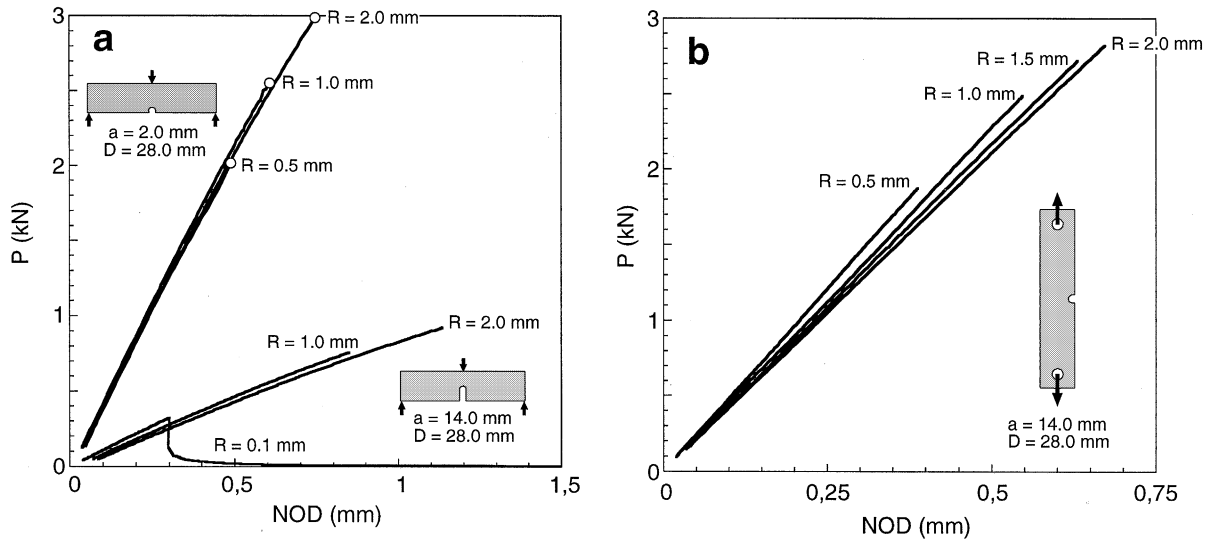 a
3
2
1
0
P (kN)
R = 2.0 mm
R = 1.0 mm
R = 0.5 mm
a = 2.0 mm
D = 28.0 mm
R = 2.0 mm
R = 1.0 mm
R = 0.1 mm
a = 14.0 mm
D = 28.0 mm
0
0,5
1
1,5
NOD (mm)
b
3
2
1
0
P (kN)
R = 2.0 mm
R = 1.5 mm
R = 1.0 mm
R = 0.5 mm
a = 14.0 mm
D = 28.0 mm
0
0,25
0,5
0,75
NOD (mm)